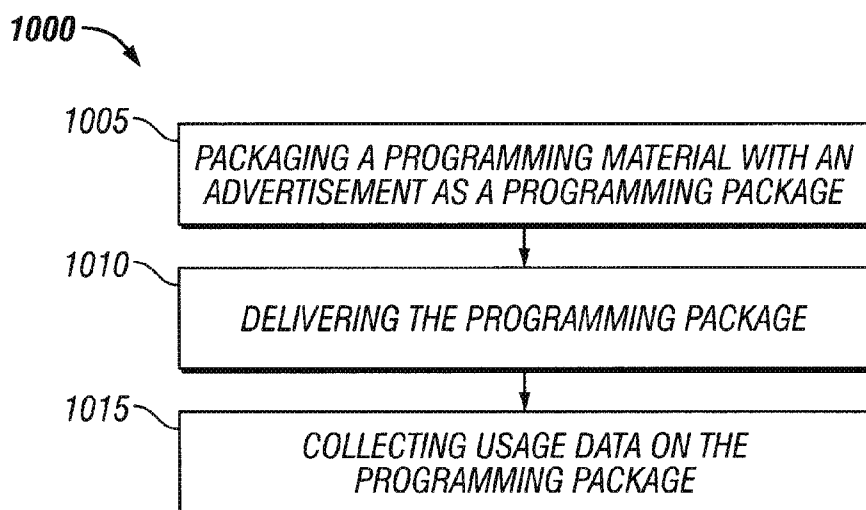 1000
1005
PACKAGING A PROGRAMMING MATERIAL WITH AN
ADVERTISEMENT AS A PROGRAMMING PACKAGE
1010
DELIVERING THE PROGRAMMING PACKAGE
1015
COLLECTING USAGE DATA ON THE
PROGRAMMING PACKAGE